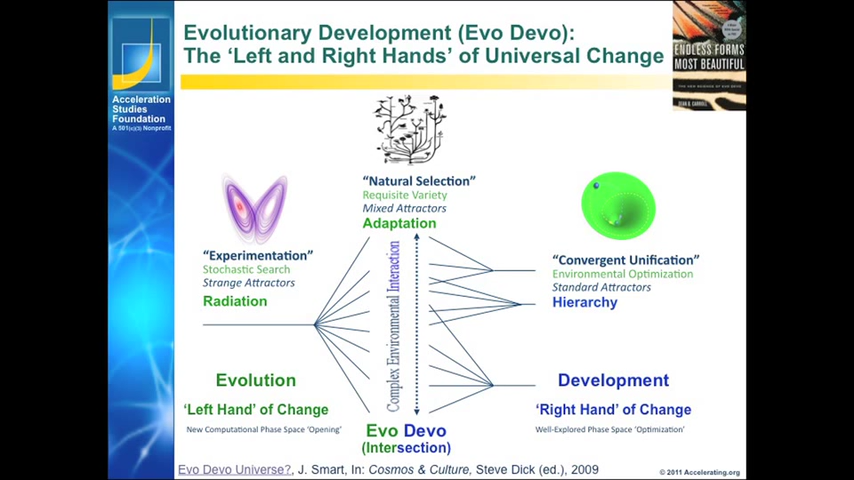 Evolutionary Development (Evo Devo):
The ‘Left and Right Hands’ of Universal Change
ENDLESS FORMS
MOST BEAUTIFUL
SEAN B. CARROLL
Acceleration
Studies
Foundation
A 501(c)(3) Nonprofit
“Natural Selection”
Requisite Variety
Mixed Attractors
Adaptation
“Experimentation”
Stochastic Search
Strange Attractors
Radiation
Complex Environmental Interaction
“Convergent Unification”
Environmental Optimization
Standard Attractors
Hierarchy
Evolution
‘Left Hand’ of Change
New Computational Phase Space ‘Opening’
Development
‘Right Hand’ of Change
Well-Explored Phase Space ‘Optimization’
Evo Devo
(Intersection)
Evo Devo Universe?, J. Smart, In: Cosmos & Culture, Steve Dick (ed.), 2009
© 2011 Accelerating.org